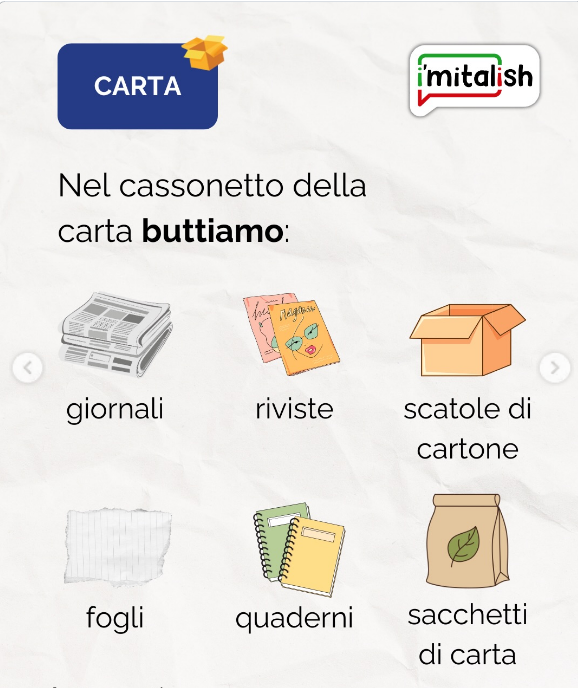 CARTA
i'mitalish
Nel cassonetto della
carta buttiamo:
giornali
riviste
scatole di
cartone
fogli
quaderni
sacchetti
di carta